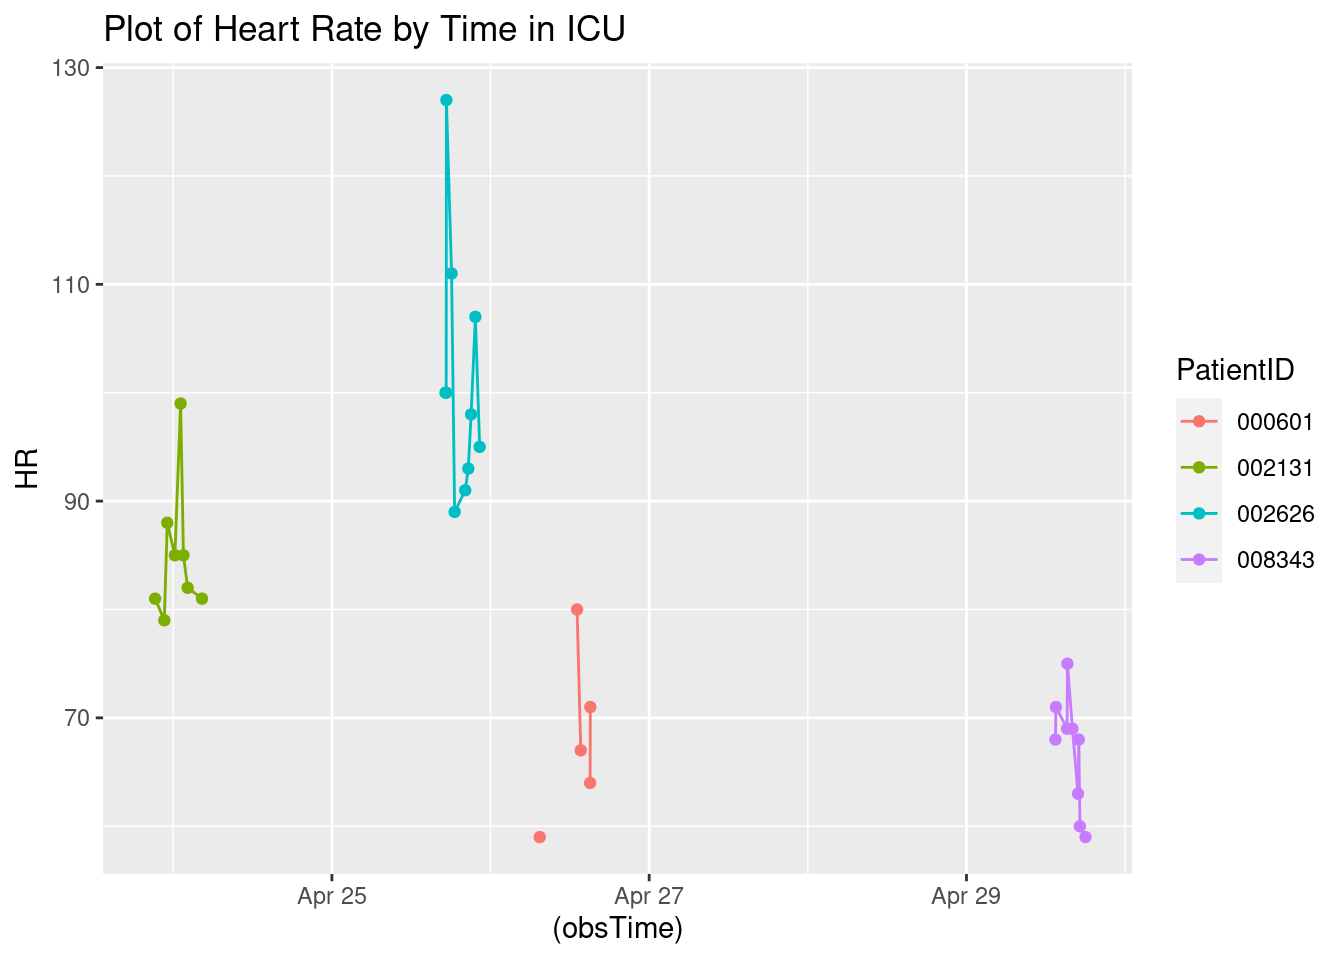 Plot of Heart Rate by Time in ICU
130
110
90
70
HR
Apr 25
Apr 27
Apr 29
(obsTime)
PatientID
000601
002131
002626
008343